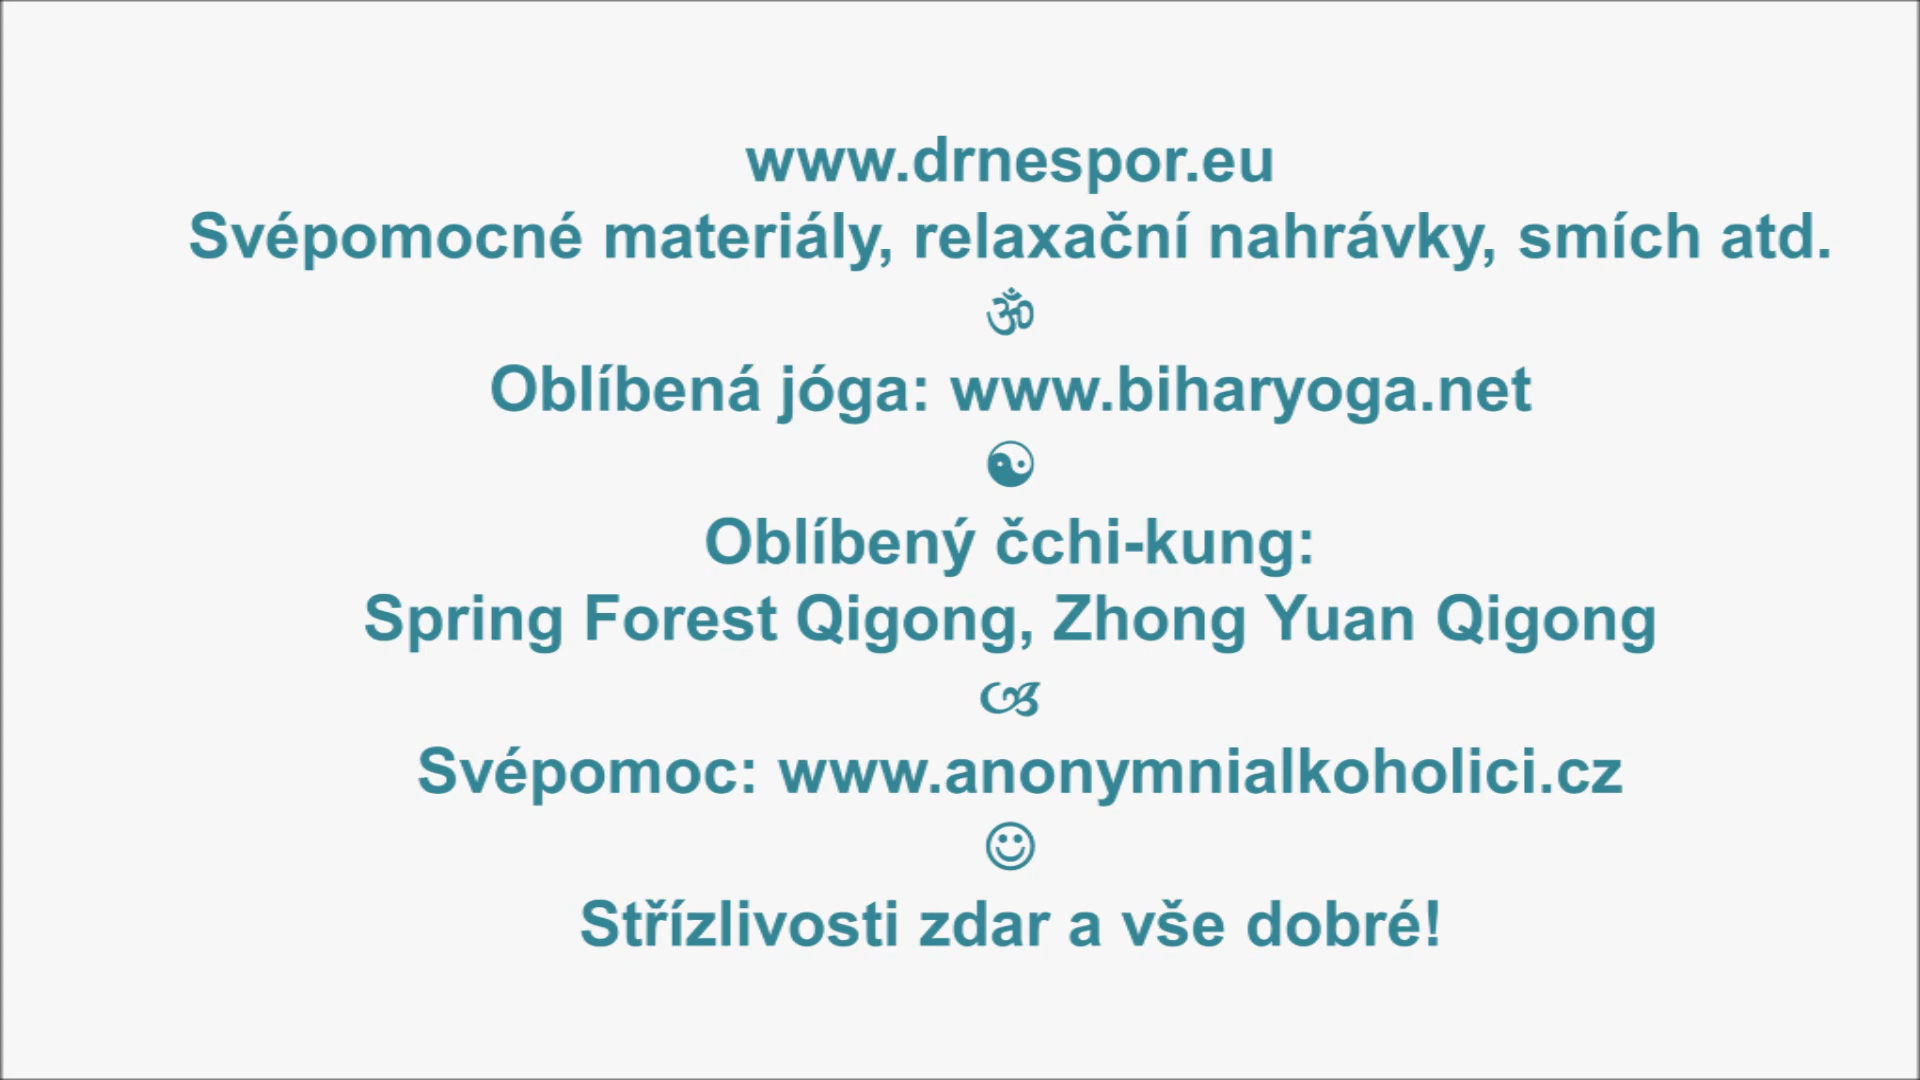 www.drnespor.eu
Svépomocné materiály, relaxační nahrávky, smích atd.
ॐ
Oblíbená jóga: www.biharyoga.net
☯
Oblíbený čchi-kung:
Spring Forest Qigong, Zhong Yuan Qigong
Svépomoc: www.anonymnialkoholici.cz
☺
Střízlivosti zdar a vše dobré!